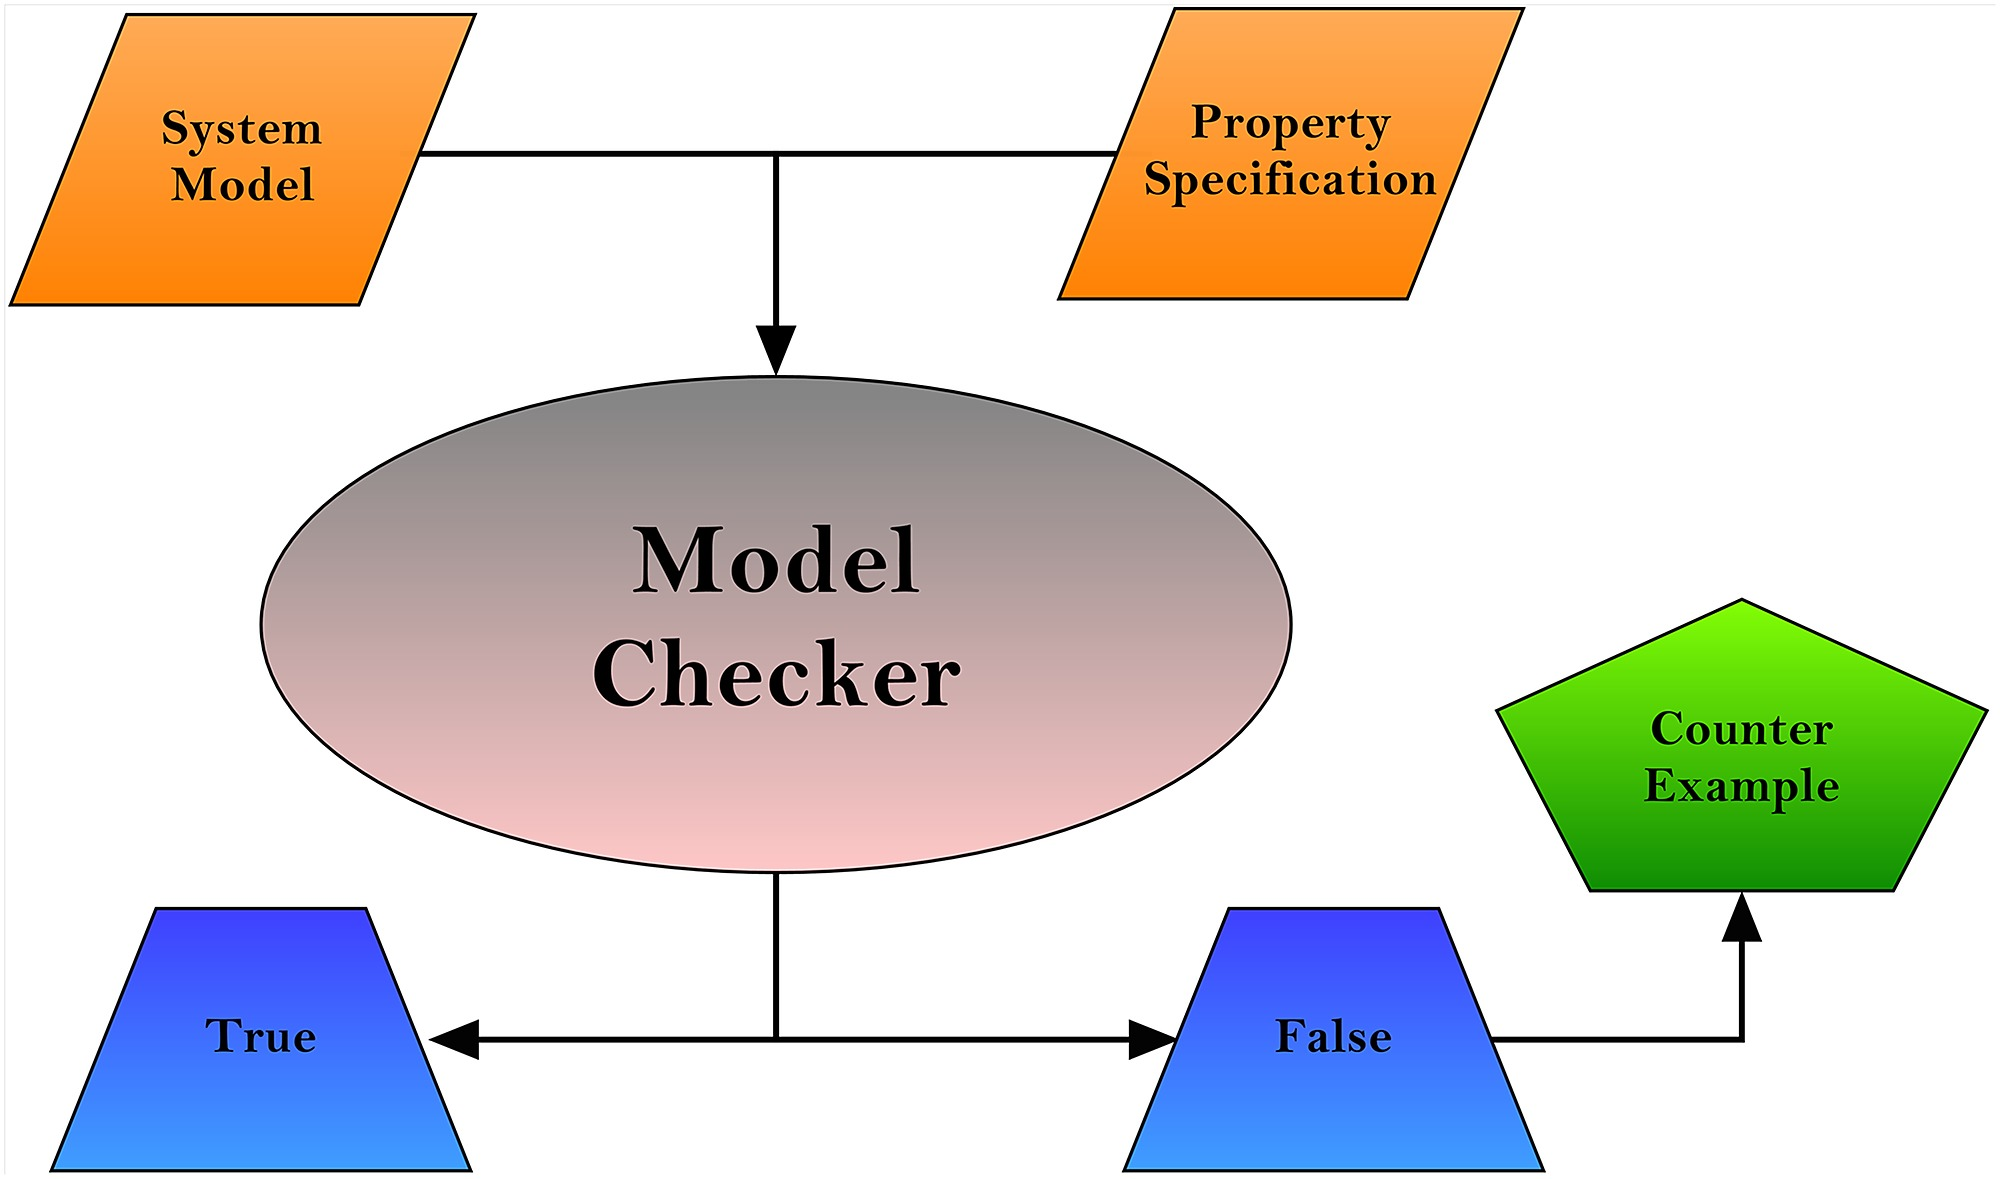 System
Model
Property
Specification
Model
Checker
Counter
Example
True
False